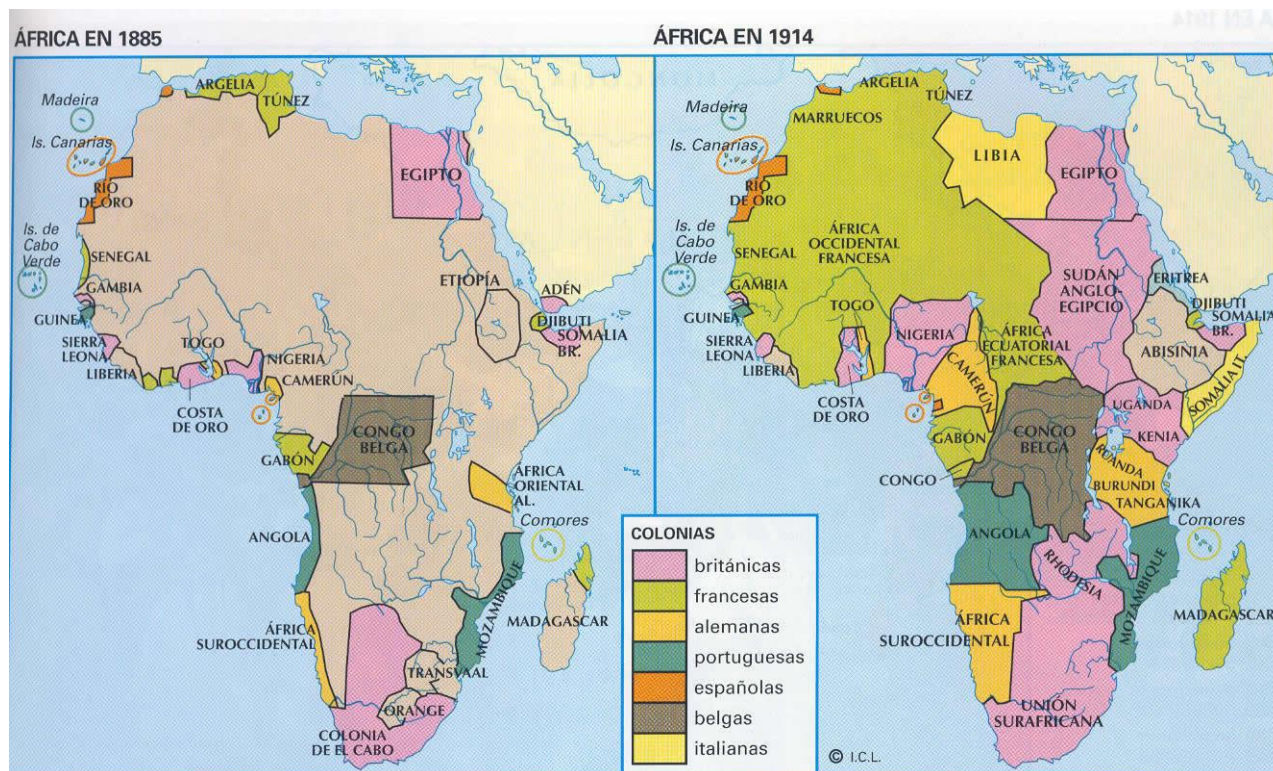 ÁFRICA EN 1885
Madeira
Is. Canarias
ARGELIA
TÚNEZ
EGIPTO
RÍO
DE ORO
Is. de
Cabo
Verde
SENEGAL
GAMBIA
GUINEA
SIERRA
LEONA
LIBERIA
TOGO
COSTA
DE ORO
NIGERIA
CAMERÚN
ETIOPÍA
ADÉN
DJIBUTI
SOMALIA
BR.
GABÓN
CONGO
BELGA
ÁFRICA
ORIENTAL
AL.
Comores
ANGOLA
ÁFRICA
SUROCCIDENTAL
MOZAMBIQUE
MADAGASCAR
TRANSVAAL
ORANGE
COLONIA
DE EL CABO
ÁFRICA EN 1914
Madeira
Is. Canarias
ARGELIA
TÚNEZ
MARRUECOS
LIBIA
EGIPTO
RÍO
DE ORO
Is. de
Cabo
Verde
SENEGAL
GAMBIA
GUINEA
SIERRA
LEONA
LIBERIA
ÁFRICA
OCCIDENTAL
FRANCESA
TOGO
COSTA
DE ORO
NIGERIA
CAMERÚN
ÁFRICA
ECUATORIAL
FRANCESA
SUDÁN
ANGLO-
EGIPCIO
ERITREA
DJIBUTI
SOMALIA
BR.
ABISINIA
SOMALIA IT.
UGANDA
KENIA
GABÓN
CONGO
CONGO
BELGA
RUANDA
BURUNDI
TANGANIKA
Comores
ANGOLA
RHODESIA
MOZAMBIQUE
MADAGASCAR
ÁFRICA
SUROCCIDENTAL
UNIÓN
SURAFRICANA
COLONIAS
británicas
francesas
alemanas
portuguesas
españolas
belgas
italianas
© I.C.L.